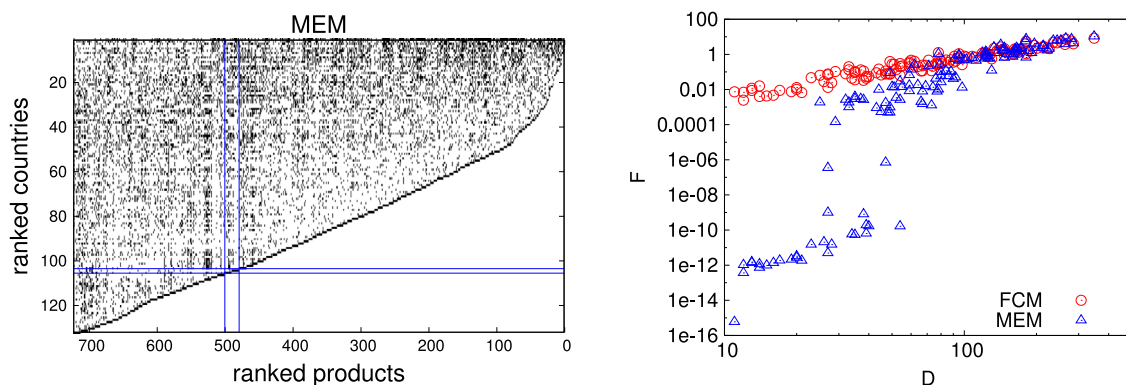 MEM
ranked countries
20
40
60
80
100
120
700 600 500 400 300 200 100 0
ranked products
F
1
0.01
0.0001
1e-06
1e-08
1e-10
1e-12
1e-14
1e-16
FCM
MEM
10 100
D